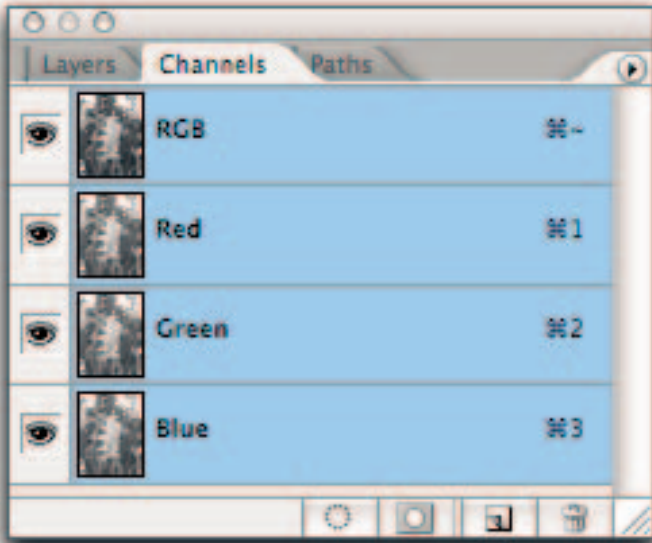 Layers Channels Paths
RGB ⌘~
Red ⌘1
Green ⌘2
Blue ⌘3